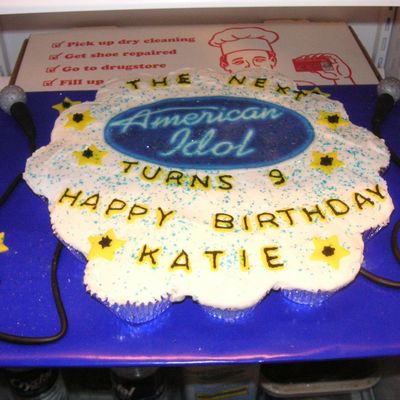 Pick up dry cleaning
Get shoe repaired
Go to drugstore
Fill up
THE NEXT
American
Idol
TURNS 9
HAPPY BIRTHDAY
KATIE